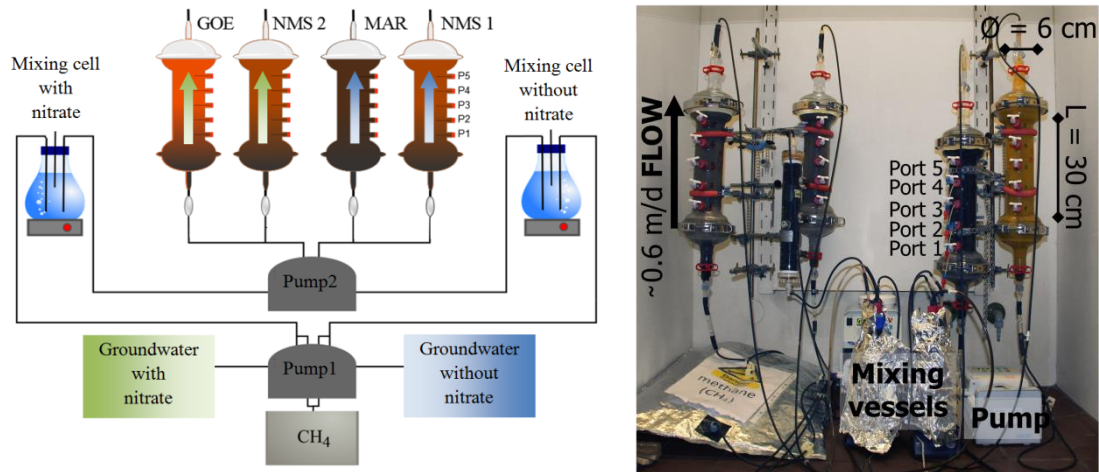 GOE
NMS 2
MAR
NMS 1
Mixing cell
with
nitrate
P5
P4
P3
P2
P1
Mixing cell
without
nitrate
Pump2
Groundwater
with
nitrate
Pump1
Groundwater
without
nitrate
CH₄
Ø = 6 cm
~0.6 m/d FLOW
L = 30 cm
Port 5
Port 4
Port 3
Port 2
Port 1
methane
(CH₄)
Mixing
vessels
Pump